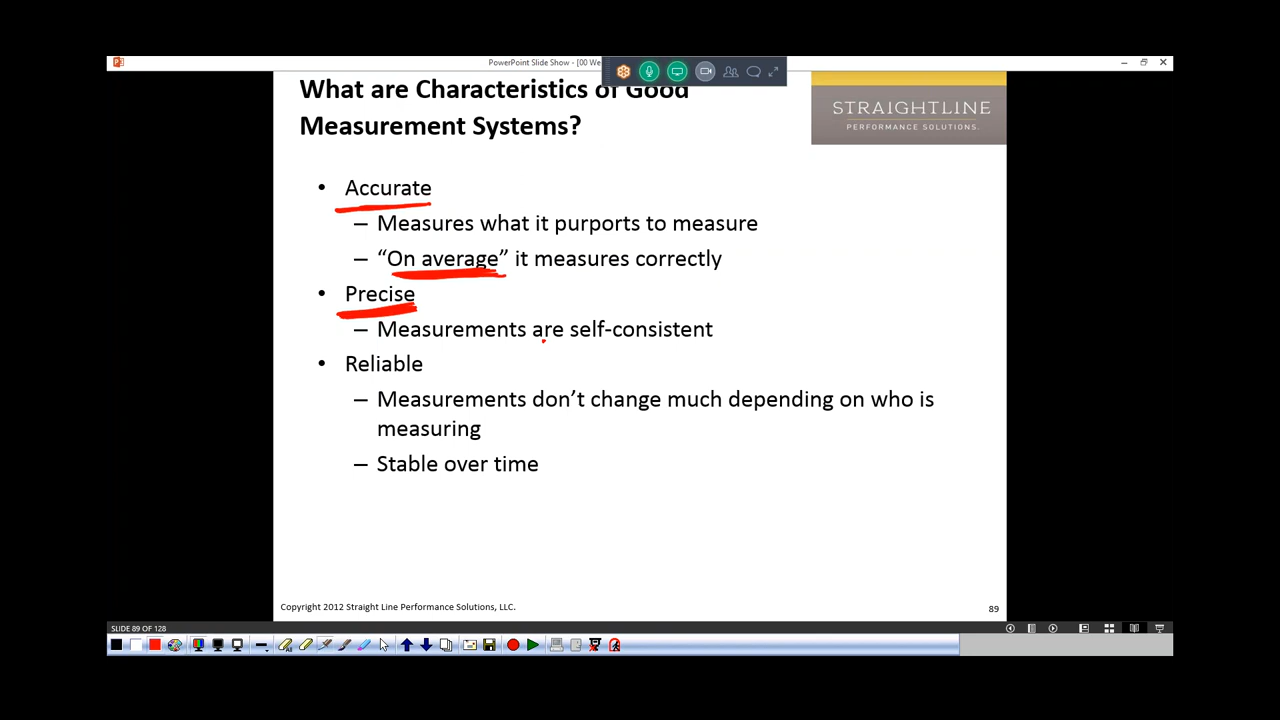 PowerPoint Slide Show - [00 We
What are Characteristics of Good
Measurement Systems?
STRAIGHTLINE
PERFORMANCE SOLUTIONS.
• Accurate
– Measures what it purports to measure
– “On average” it measures correctly
• Precise
– Measurements are self-consistent
• Reliable
– Measurements don’t change much depending on who is
measuring
– Stable over time
Copyright 2012 Straight Line Performance Solutions, LLC.
89
SLIDE 89 OF 128